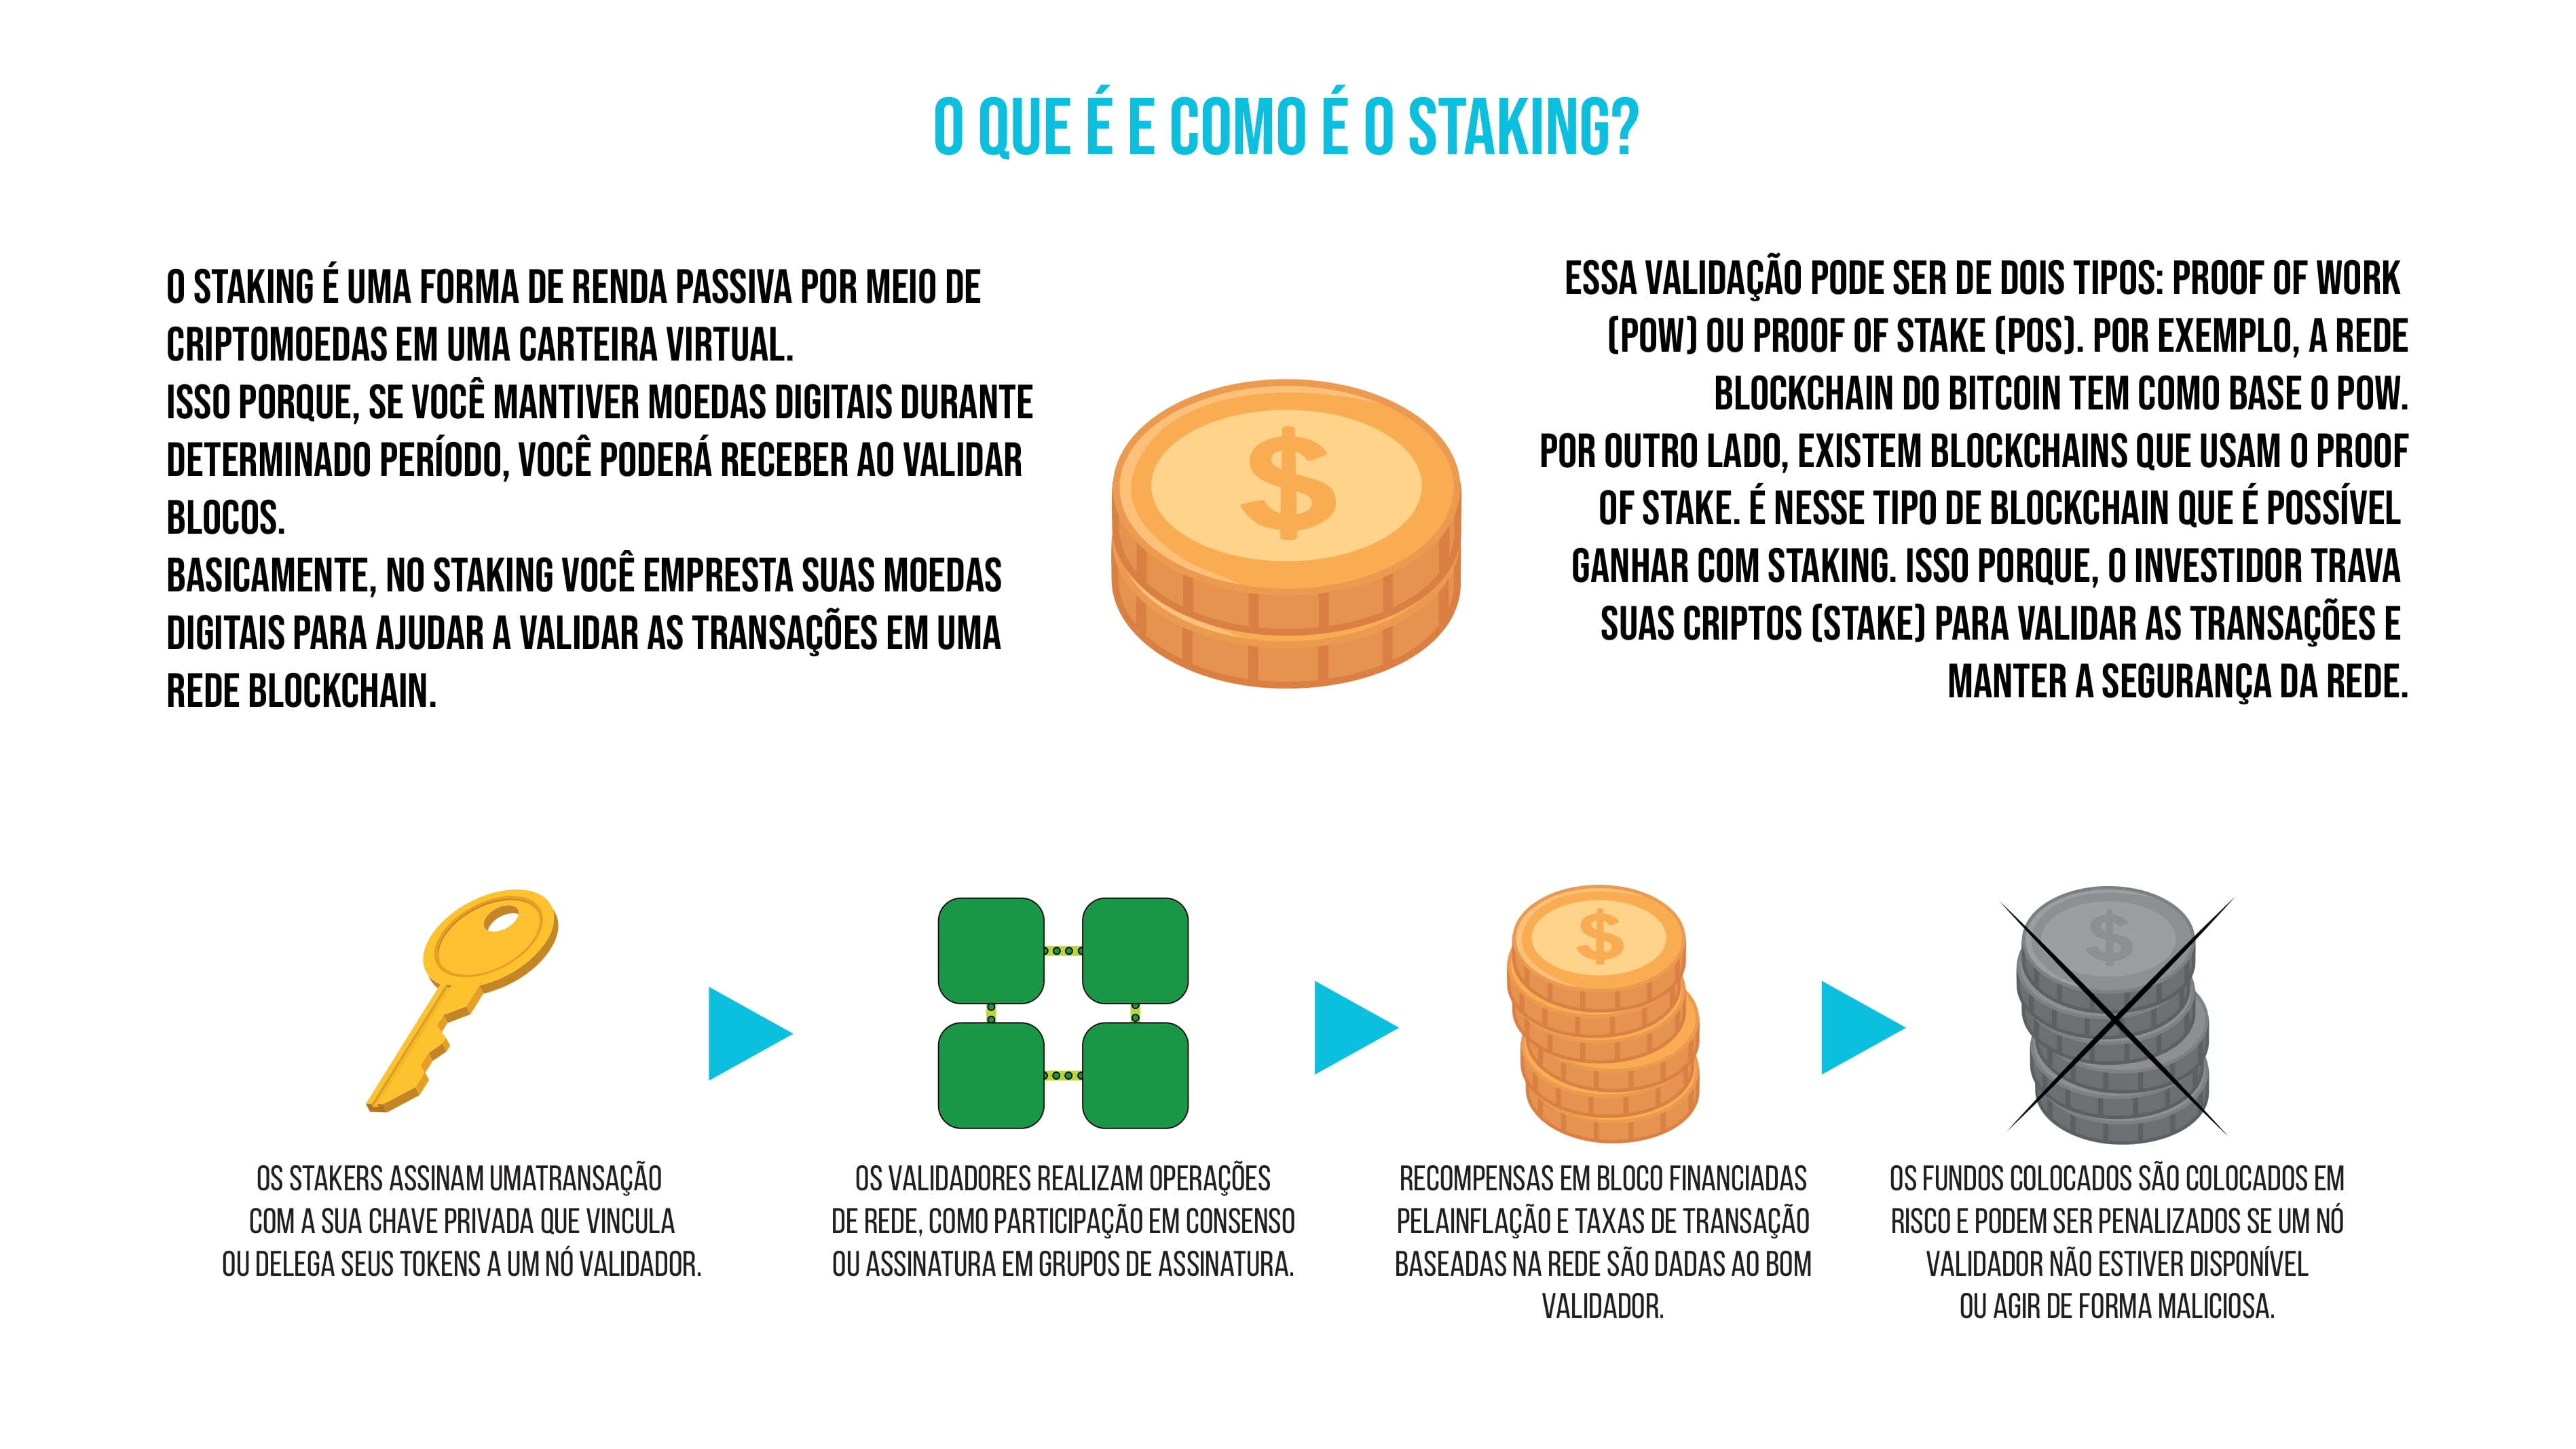 O QUE É E COMO É O STAKING?
O STAKING É UMA FORMA DE RENDA PASSIVA POR MEIO DE
CRIPTOMOEDAS EM UMA CARTEIRA VIRTUAL.
ISSO PORQUE, SE VOCÊ MANTIVER MOEDAS DIGITAIS DURANTE
DETERMINADO PERÍODO, VOCÊ PODERÁ RECEBER AO VALIDAR
BLOCOS.
BASICAMENTE, NO STAKING VOCÊ EMPRESTA SUAS MOEDAS
DIGITAIS PARA AJUDAR A VALIDAR AS TRANSAÇÕES EM UMA
REDE BLOCKCHAIN.
ESSA VALIDAÇÃO PODE SER DE DOIS TIPOS: PROOF OF WORK
(POW) OU PROOF OF STAKE (POS). POR EXEMPLO, A REDE
BLOCKCHAIN DO BITCOIN TEM COMO BASE O POW.
POR OUTRO LADO, EXISTEM BLOCKCHAINS QUE USAM O PROOF
OF STAKE. É NESSE TIPO DE BLOCKCHAIN QUE É POSSÍVEL
GANHAR COM STAKING. ISSO PORQUE, O INVESTIDOR TRAVA
SUAS CRIPTOS (STAKE) PARA VALIDAR AS TRANSAÇÕES E
MANTER A SEGURANÇA DA REDE.
$
$
$
OS STAKERS ASSINAM UMATRANSAÇÃO
COM A SUA CHAVE PRIVADA QUE VINCULA
OU DELEGA SEUS TOKENS A UM NÓ VALIDADOR.
OS VALIDADORES REALIZAM OPERAÇÕES
DE REDE, COMO PARTICIPAÇÃO EM CONSENSO
OU ASSINATURA EM GRUPOS DE ASSINATURA.
RECOMPENSAS EM BLOCO FINANCIADAS
PELAINFLAÇÃO E TAXAS DE TRANSAÇÃO
BASEADAS NA REDE SÃO DADAS AO BOM
VALIDADOR.
OS FUNDOS COLOCADOS SÃO COLOCADOS EM
RISCO E PODEM SER PENALIZADOS SE UM NÓ
VALIDADOR NÃO ESTIVER DISPONÍVEL
OU AGIR DE FORMA MALICIOSA.